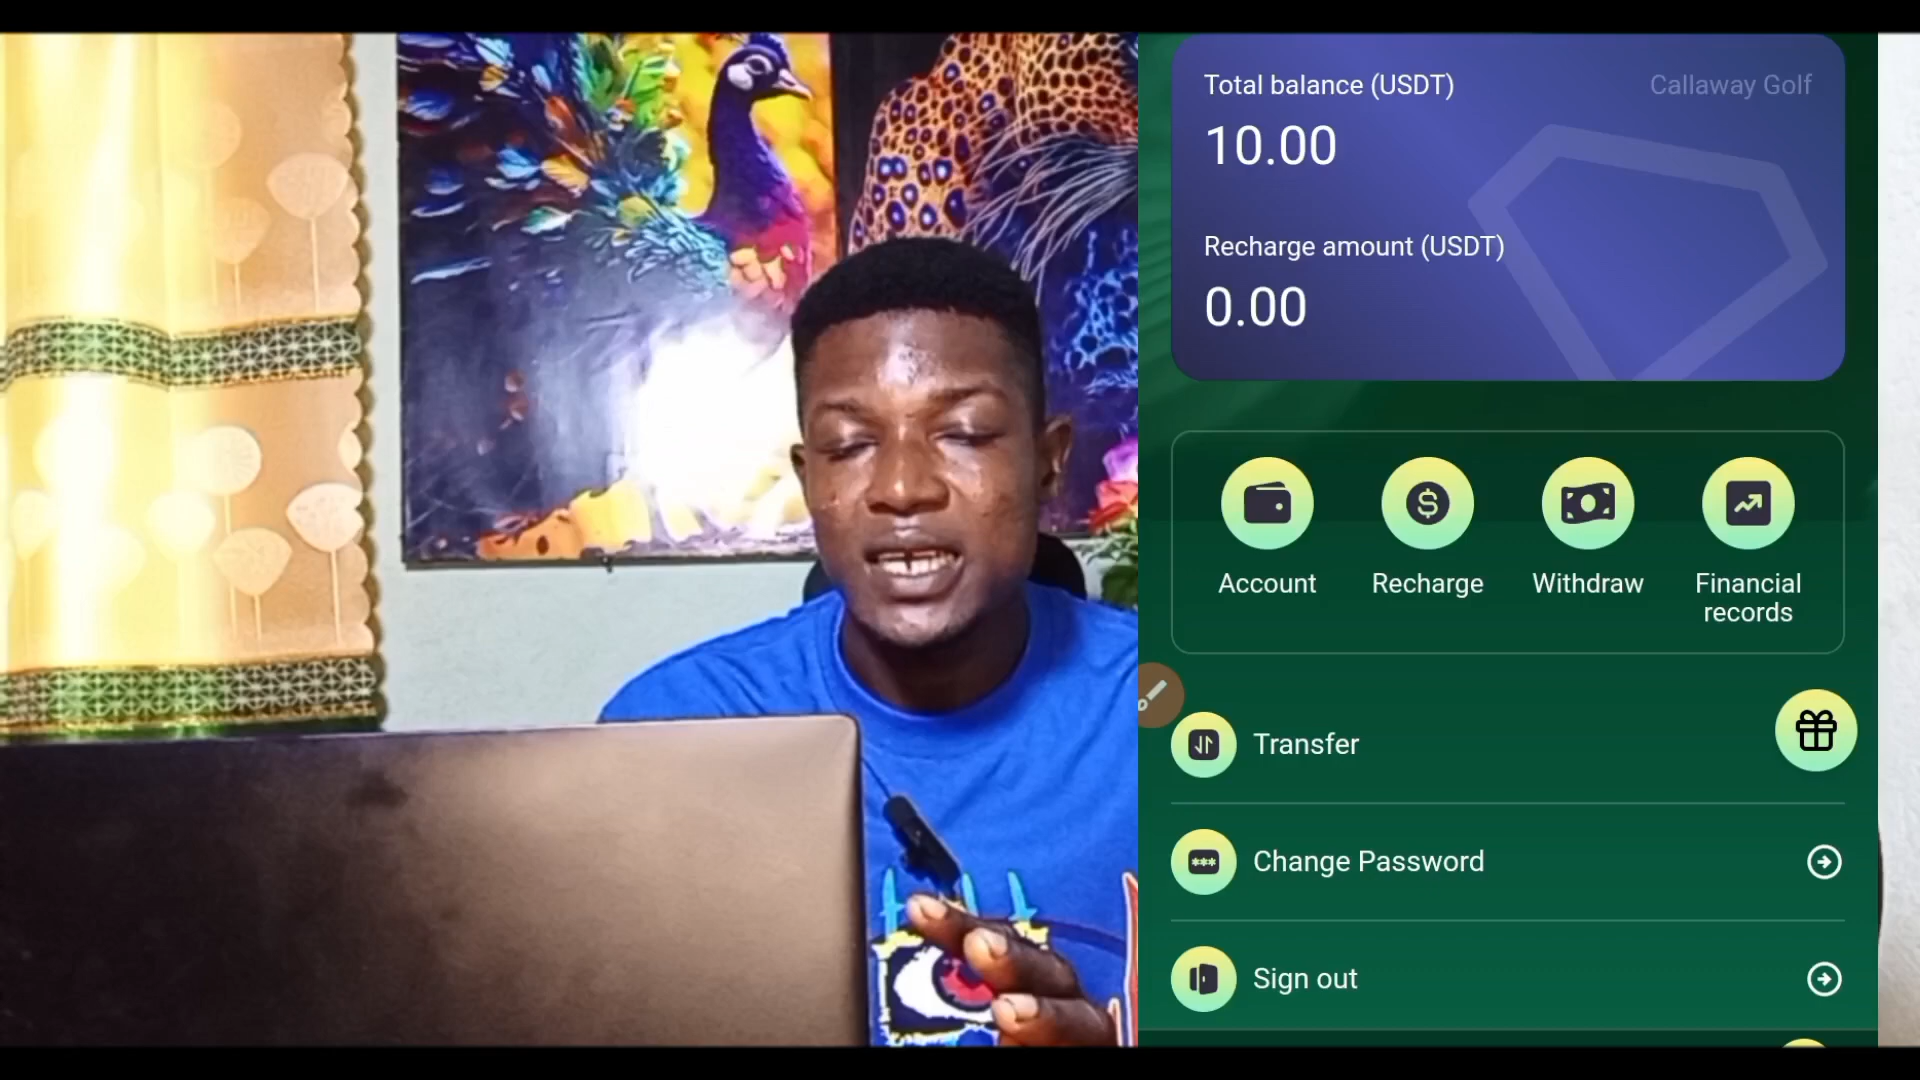 Total balance (USDT)
Callaway Golf
10.00
Recharge amount (USDT)
0.00
Account
Recharge
Withdraw
Financial
records
Transfer
Change Password
Sign out